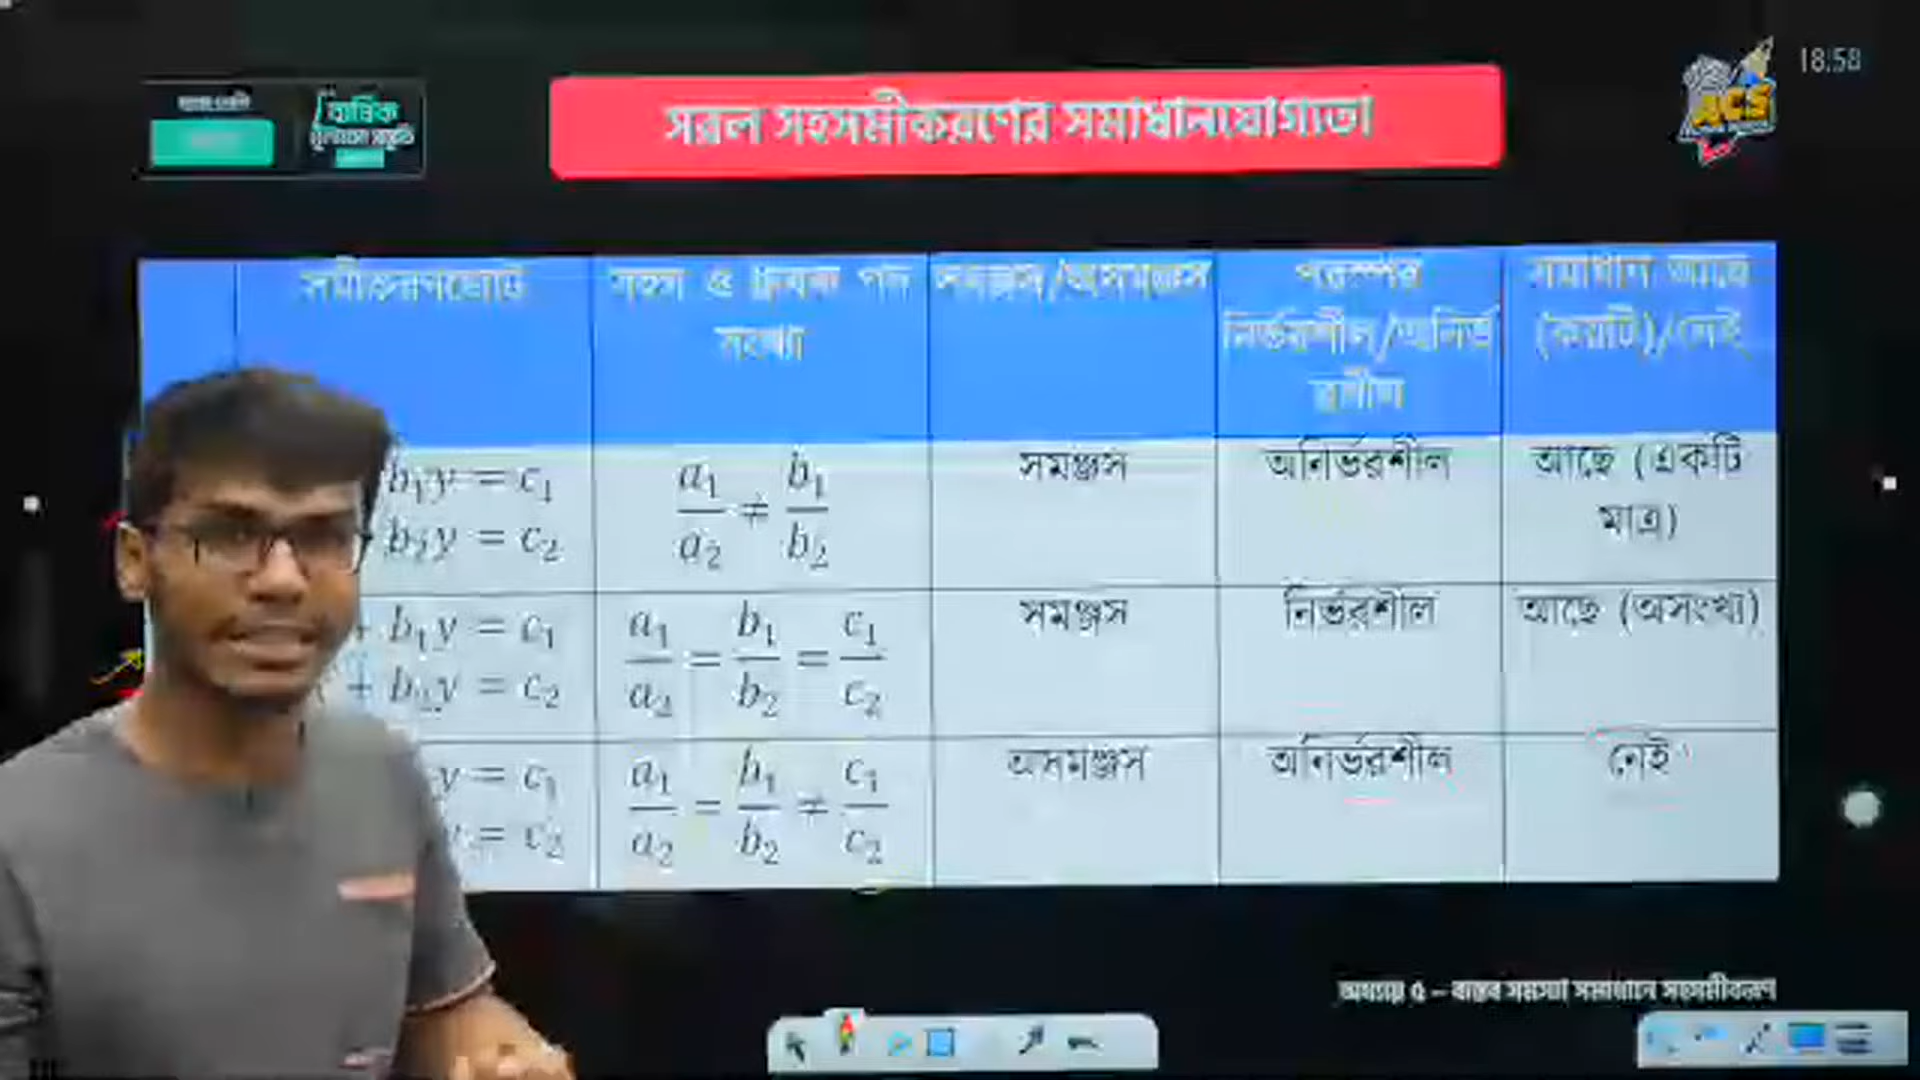 18:58
বার্ষিক
সরল সহসমীকরণের সমাধানযোগ্যতা
ACS
সমীকরণজোট
সহগ ও ধ্রুবক পদ
সংখ্যা
সমঞ্জস/অসমঞ্জস
পরস্পর
নির্ভরশীল/অনির্ভ
রশীল
সমাধান আছে
(কয়টি)/নেই
b₁y = c₁
b₂y = c₂
a₁/a₂ ≠ b₁/b₂
সমঞ্জস
অনির্ভরশীল
আছে (একটি
মাত্র)
+ b₁y = c₁
+ b₂y = c₂
a₁/a₂ = b₁/b₂ = c₁/c₂
সমঞ্জস
নির্ভরশীল
আছে (অসংখ্য)
y = c₁
y = c₂
a₁/a₂ = b₁/b₂ ≠ c₁/c₂
অসমঞ্জস
অনির্ভরশীল
নেই
অধ্যায় ৫ – বাস্তব সমস্যা সমাধানে সহসমীকরণ